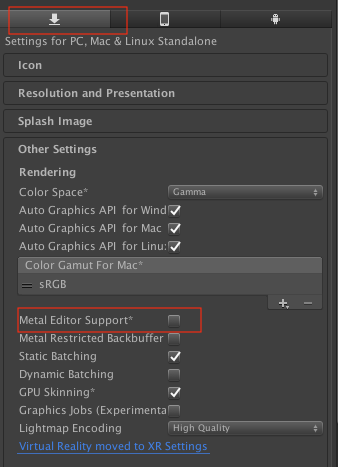 Settings for PC, Mac & Linux Standalone
Icon
Resolution and Presentation
Splash Image
Other Settings
Rendering
Color Space* Gamma
Auto Graphics API for Wind
Auto Graphics API for Mac
Auto Graphics API for Linu:
Color Gamut For Mac*
sRGB
Metal Editor Support*
Metal Restricted Backbuffer
Static Batching
Dynamic Batching
GPU Skinning*
Graphics Jobs (Experimenta
Lightmap Encoding High Quality
Virtual Reality moved to XR Settings